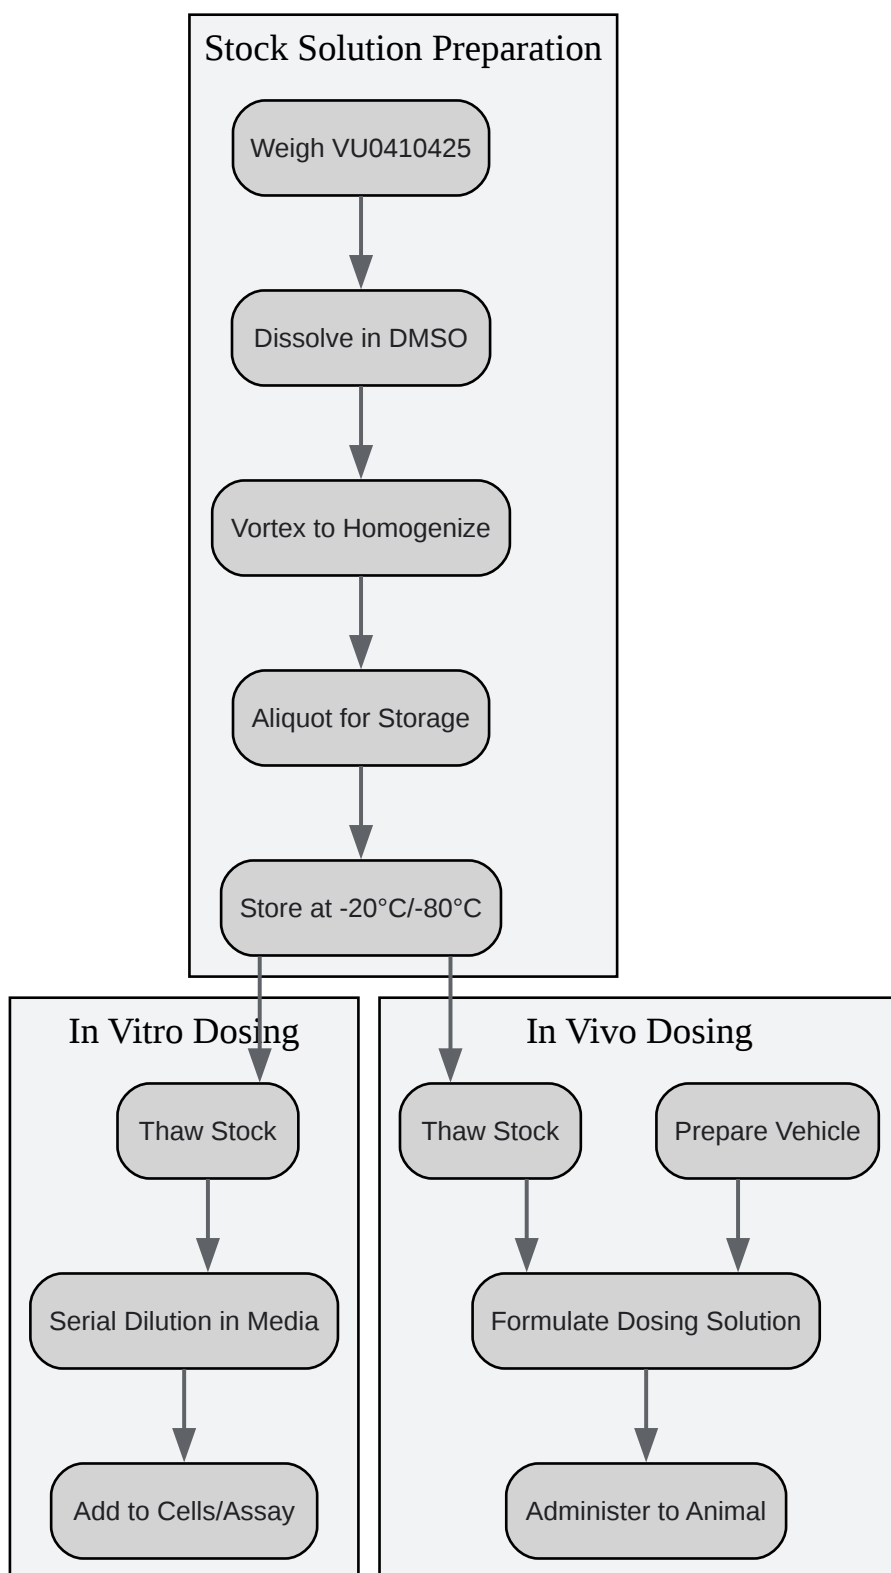 Stock Solution Preparation
Weigh VU0410425
Dissolve in DMSO
Vortex to Homogenize
Aliquot for Storage
Store at -20°C/-80°C
In Vitro Dosing
Thaw Stock
Serial Dilution in Media
Add to Cells/Assay
In Vivo Dosing
Thaw Stock
Prepare Vehicle
Formulate Dosing Solution
Administer to Animal